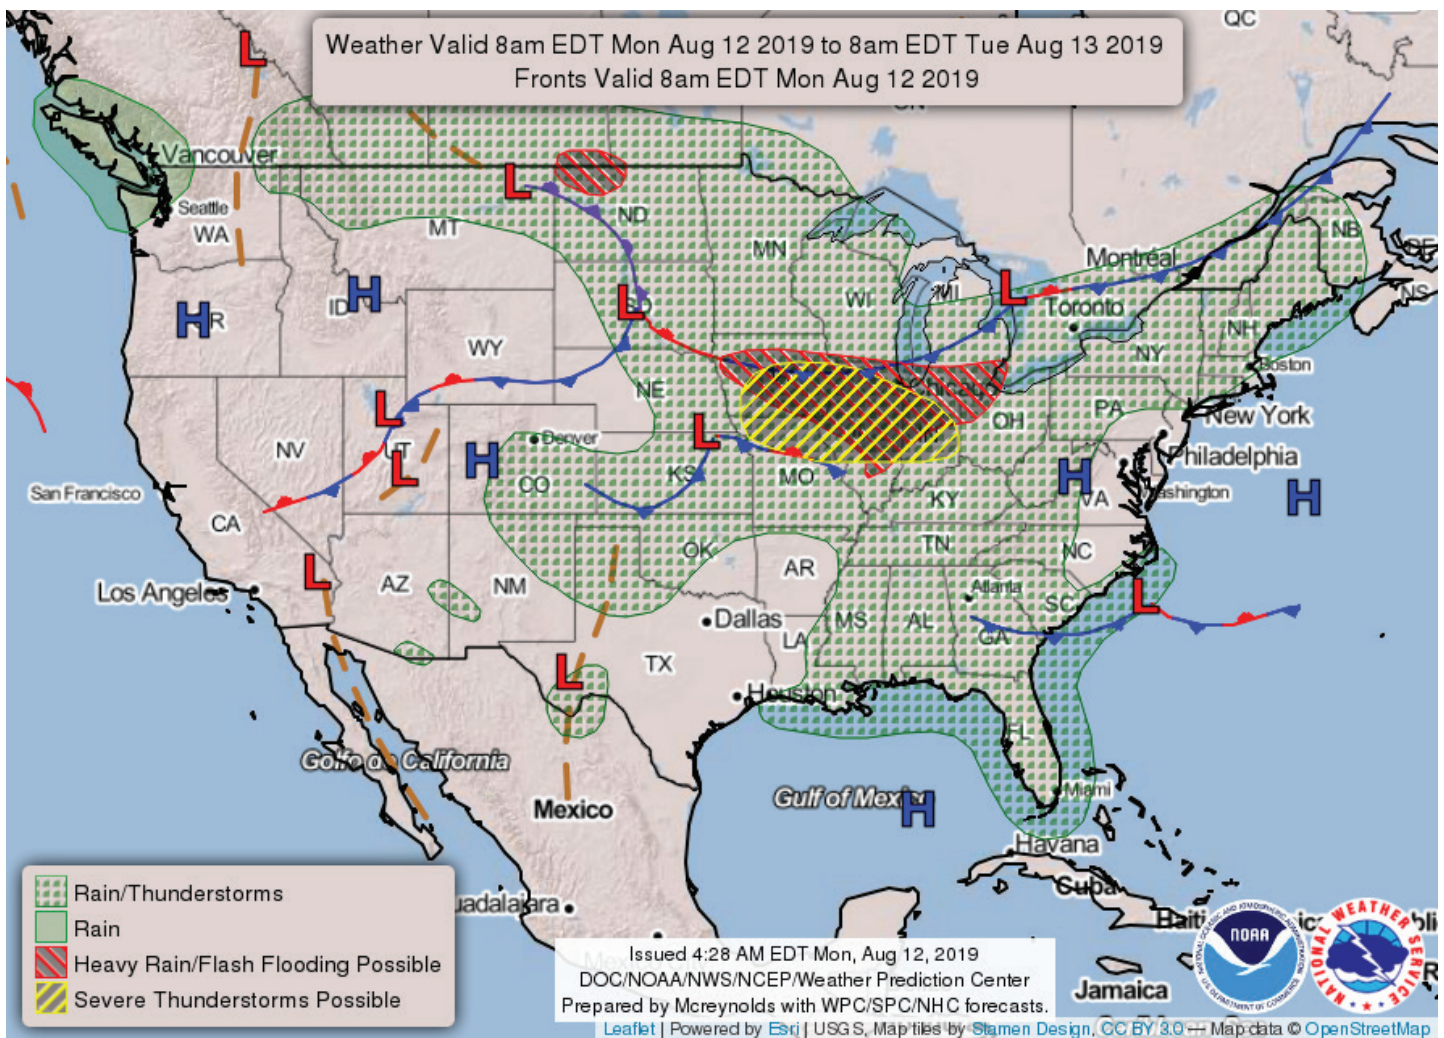 QC
Weather Valid 8am EDT Mon Aug 12 2019 to 8am EDT Tue Aug 13 2019
Fronts Valid 8am EDT Mon Aug 12 2019
L
Vancouver
L
Seattle
WA
MT
ND
MN
NB
Montréal
H
H
ID
L
WI
MI
L
Toronto
NS
WY
NH
NY
Boston
NE
L
PA
New York
OH
NV
H
Denver
L
Philadelphia
L
CO
KS
MO
H
VA
Washington
H
San Francisco
CA
KY
OK
TN
NC
L
AZ
NM
AR
Atlanta
Los Angeles
SC
L
Dallas
MS
AL
GA
LA
TX
L
Houston
FL
Golfo de California
Miami
Gulf of Mexico
H
Mexico
Havana
Cuba
Rain/Thunderstorms
Rain
Heavy Rain/Flash Flooding Possible
Severe Thunderstorms Possible
uadalajara
Haiti
NOAA
NATIONAL WEATHER SERVICE
Jamaica
Issued 4:28 AM EDT Mon, Aug 12, 2019
DOC/NOAA/NWS/NCEP/Weather Prediction Center
Prepared by Mcreynolds with WPC/SPC/NHC forecasts.
Leaflet | Powered by Esri | USGS, Map tiles by Stamen Design, CC BY 3.0 — Map data © OpenStreetMap